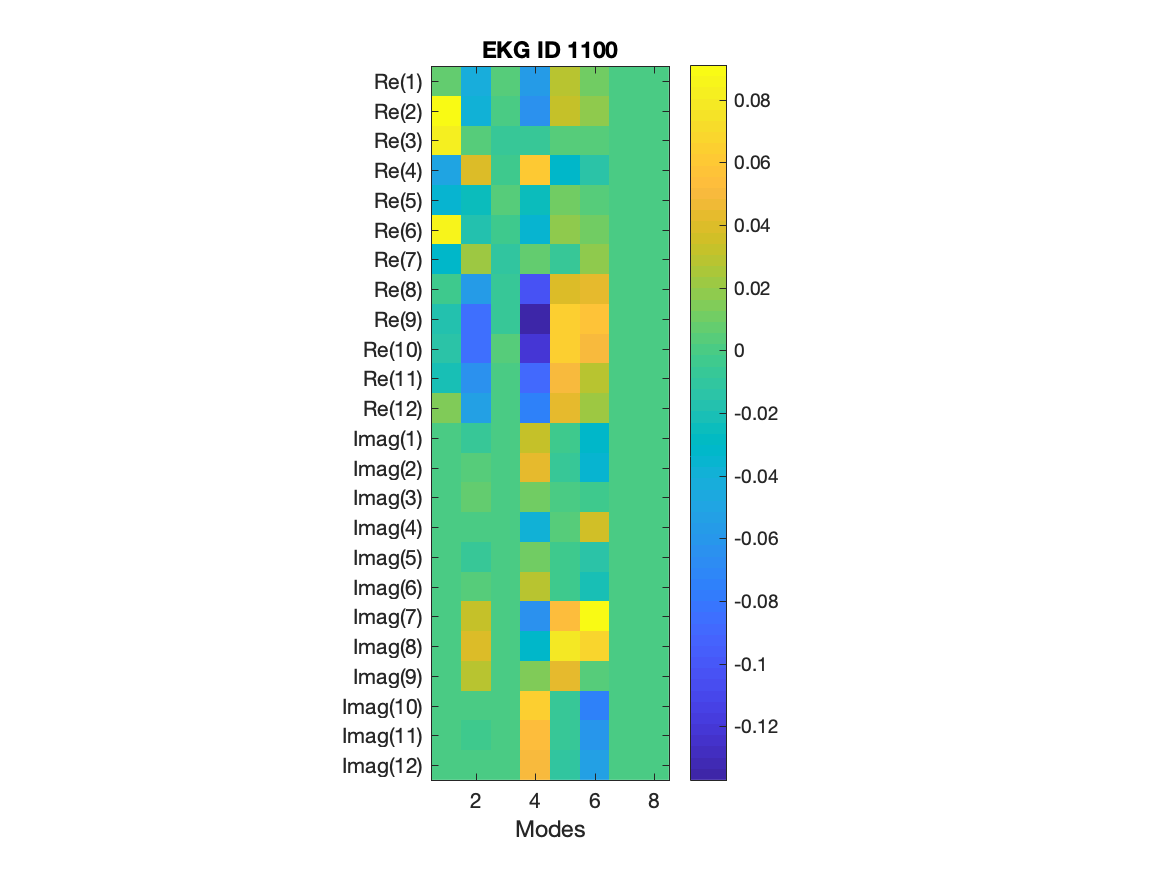 EKG ID 1100
Re(1)
Re(2)
Re(3)
Re(4)
Re(5)
Re(6)
Re(7)
Re(8)
Re(9)
Re(10)
Re(11)
Re(12)
Imag(1)
Imag(2)
Imag(3)
Imag(4)
Imag(5)
Imag(6)
Imag(7)
Imag(8)
Imag(9)
Imag(10)
Imag(11)
Imag(12)
2 4 6 8
Modes
0.08
0.06
0.04
0.02
0
-0.02
-0.04
-0.06
-0.08
-0.1
-0.12